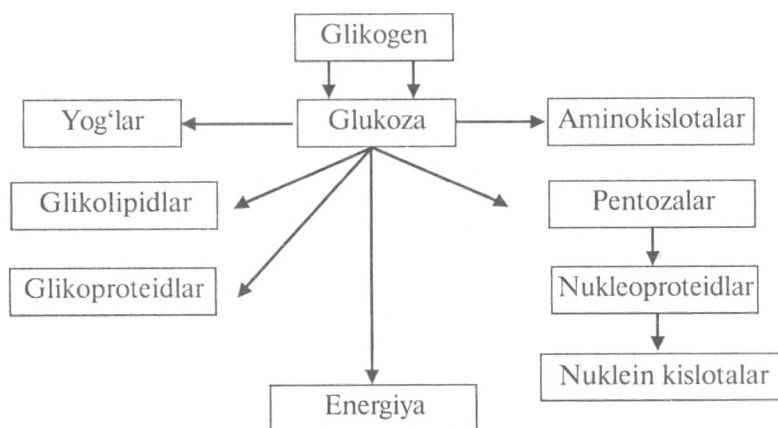 Glikogen
Yog‘lar
Glukoza
Aminokislotalar
Glikolipidlar
Pentozalar
Glikoproteidlar
Nukleoproteidlar
Nuklein kislotalar
Energiya